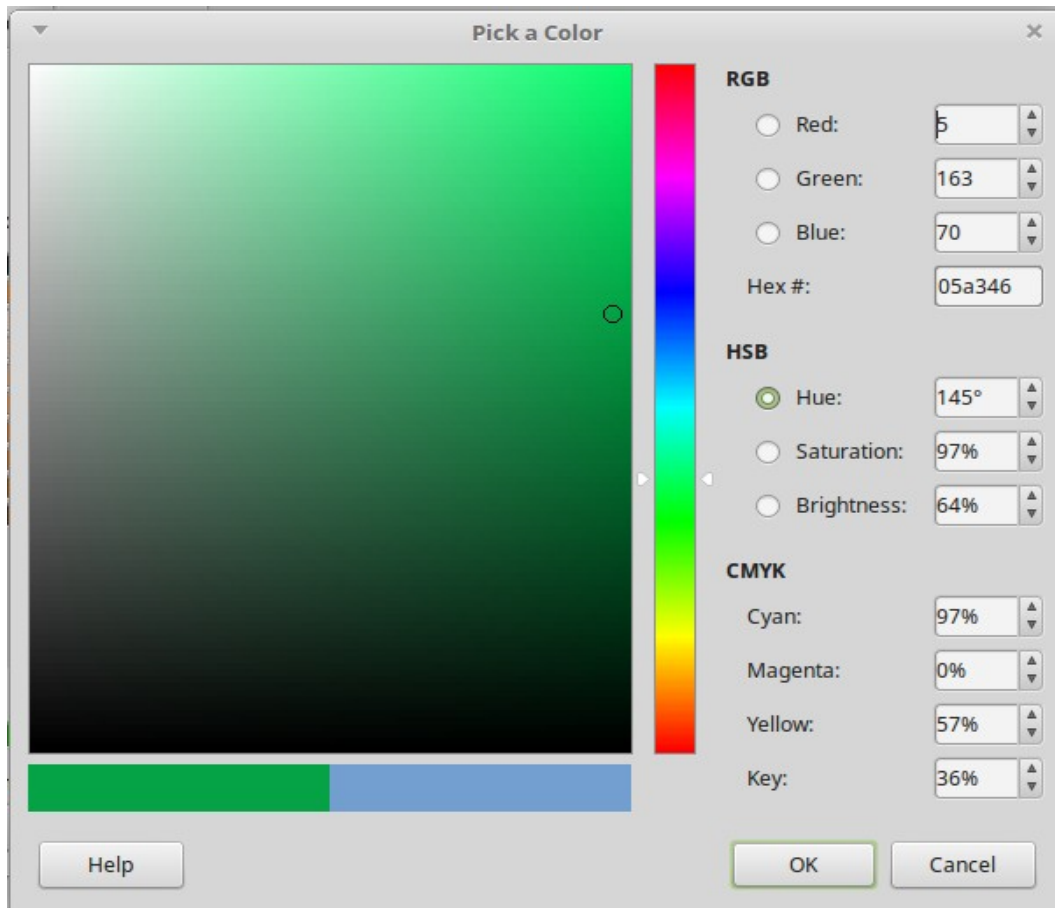 Pick a Color
RGB
Red: 5
Green: 163
Blue: 70
Hex #: 05a346
HSB
Hue: 145°
Saturation: 97%
Brightness: 64%
CMYK
Cyan: 97%
Magenta: 0%
Yellow: 57%
Key: 36%
Help
OK
Cancel